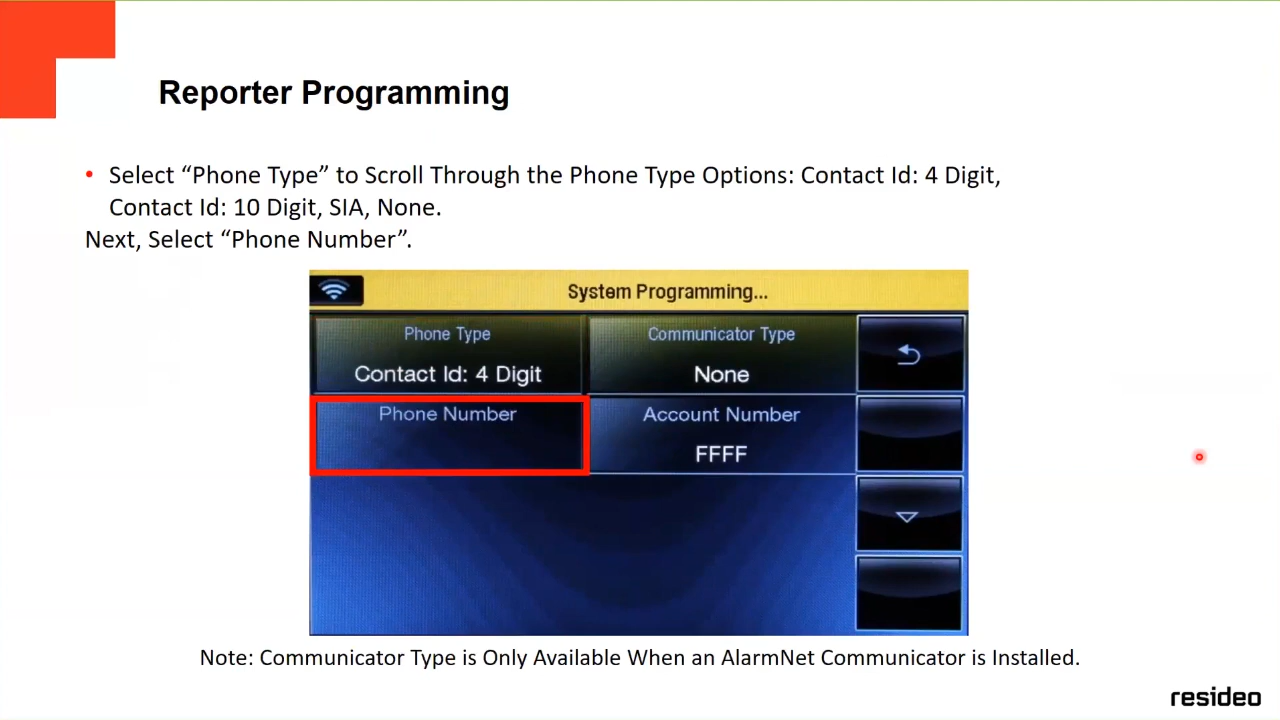 Reporter Programming
• Select “Phone Type” to Scroll Through the Phone Type Options: Contact Id: 4 Digit,
Contact Id: 10 Digit, SIA, None.
Next, Select “Phone Number”.
System Programming...
Phone Type
Communicator Type
Contact Id: 4 Digit
None
Phone Number
Account Number
FFFF
Note: Communicator Type is Only Available When an AlarmNet Communicator is Installed.
resideo